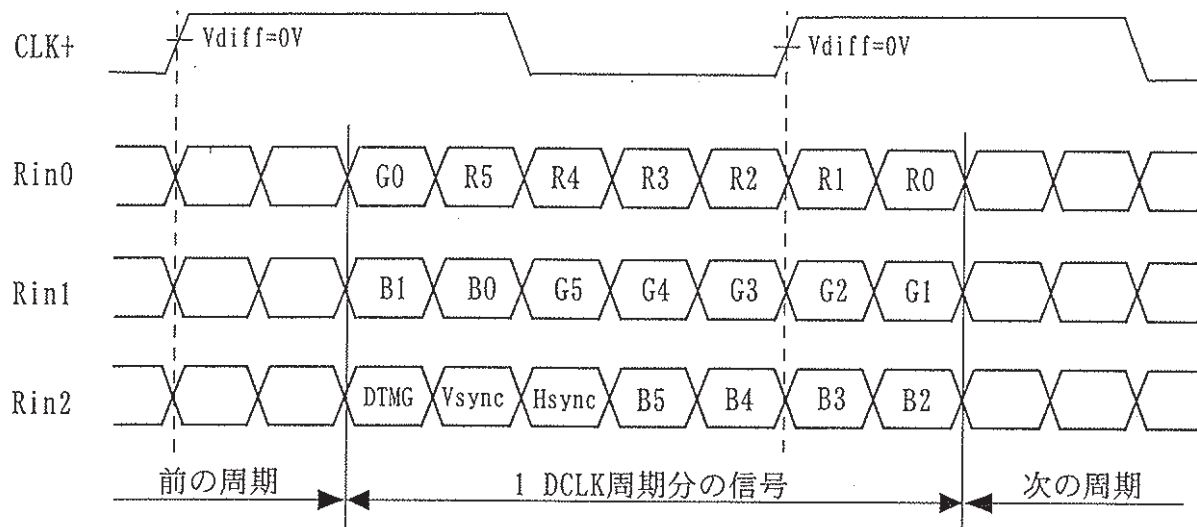 CLK+ Vdiff=0V Vdiff=0V
Rin0 G0 R5 R4 R3 R2 R1 R0
Rin1 B1 B0 G5 G4 G3 G2 G1
Rin2 DTMG Vsync Hsync B5 B4 B3 B2
前の周期 1 DCLK周期分の信号 次の周期